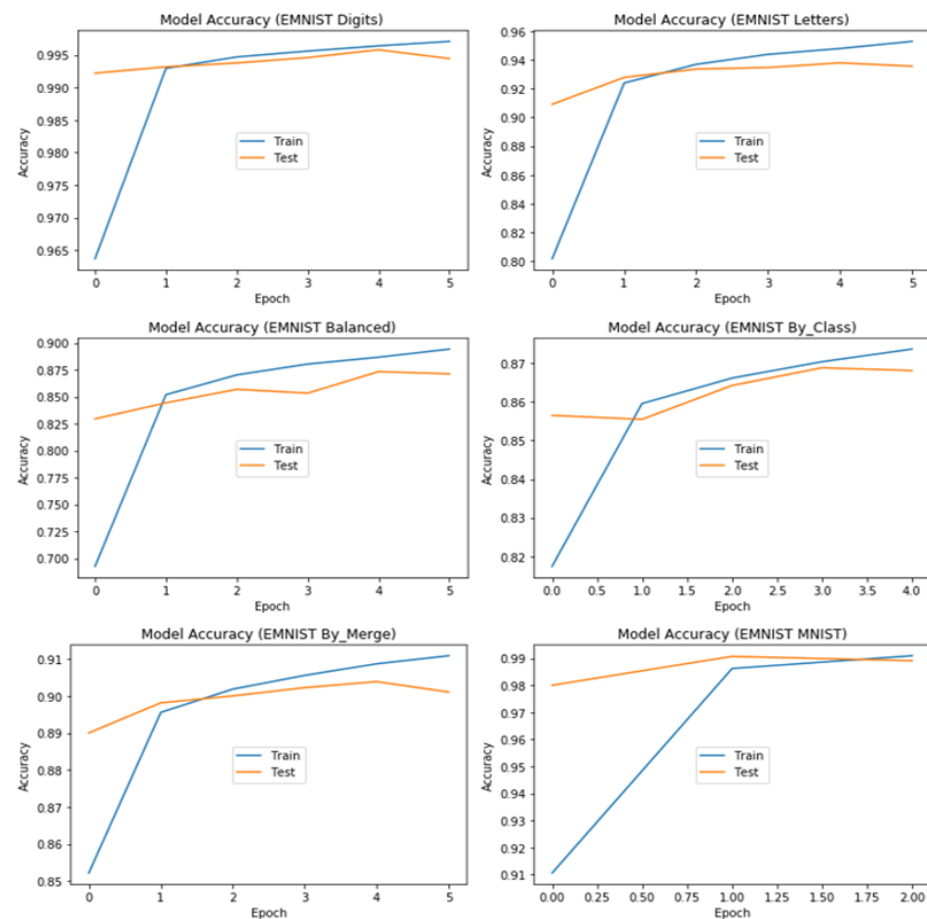 Model Accuracy (EMNIST Digits)
0.995
0.990
0.985
0.980
0.975
0.970
0.965
Accuracy
Train
Test
0 1 2 3 4 5
Epoch
Model Accuracy (EMNIST Letters)
0.96
0.94
0.92
0.90
0.88
0.86
0.84
0.82
0.80
Accuracy
Train
Test
0 1 2 3 4 5
Epoch
Model Accuracy (EMNIST Balanced)
0.900
0.875
0.850
0.825
0.800
0.775
0.750
0.725
0.700
Accuracy
Train
Test
0 1 2 3 4 5
Epoch
Model Accuracy (EMNIST By_Class)
0.87
0.86
0.85
0.84
0.83
0.82
Accuracy
Train
Test
0.0 0.5 1.0 1.5 2.0 2.5 3.0 3.5 4.0
Epoch
Model Accuracy (EMNIST By_Merge)
0.91
0.90
0.89
0.88
0.87
0.86
0.85
Accuracy
Train
Test
0 1 2 3 4 5
Epoch
Model Accuracy (EMNIST MNIST)
0.99
0.98
0.97
0.96
0.95
0.94
0.93
0.92
0.91
Accuracy
Train
Test
0.00 0.25 0.50 0.75 1.00 1.25 1.50 1.75 2.00
Epoch